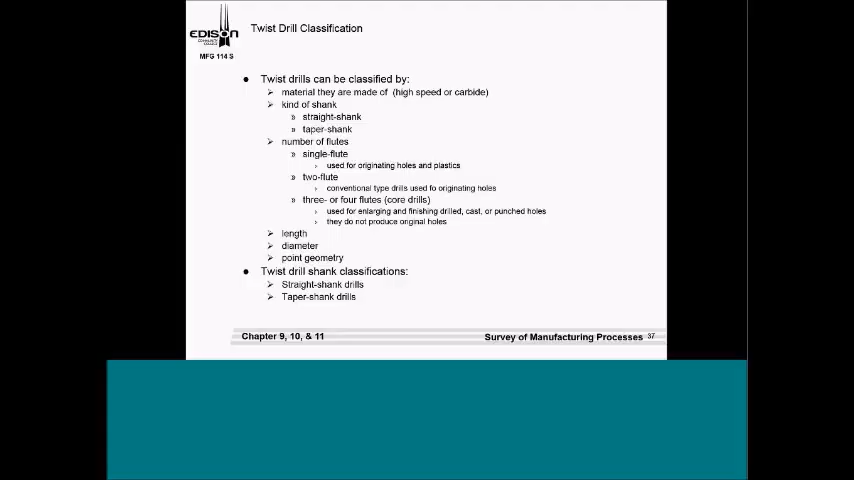 EDISON
COMMUNITY
COLLEGE
MFG 114 S
Twist Drill Classification
● Twist drills can be classified by:
➢ material they are made of (high speed or carbide)
➢ kind of shank
» straight-shank
» taper-shank
➢ number of flutes
» single-flute
› used for originating holes and plastics
» two-flute
› conventional type drills used fo originating holes
» three- or four flutes (core drills)
› used for enlarging and finishing drilled, cast, or punched holes
› they do not produce original holes
➢ length
➢ diameter
➢ point geometry
● Twist drill shank classifications:
➢ Straight-shank drills
➢ Taper-shank drills
Chapter 9, 10, & 11
Survey of Manufacturing Processes 37